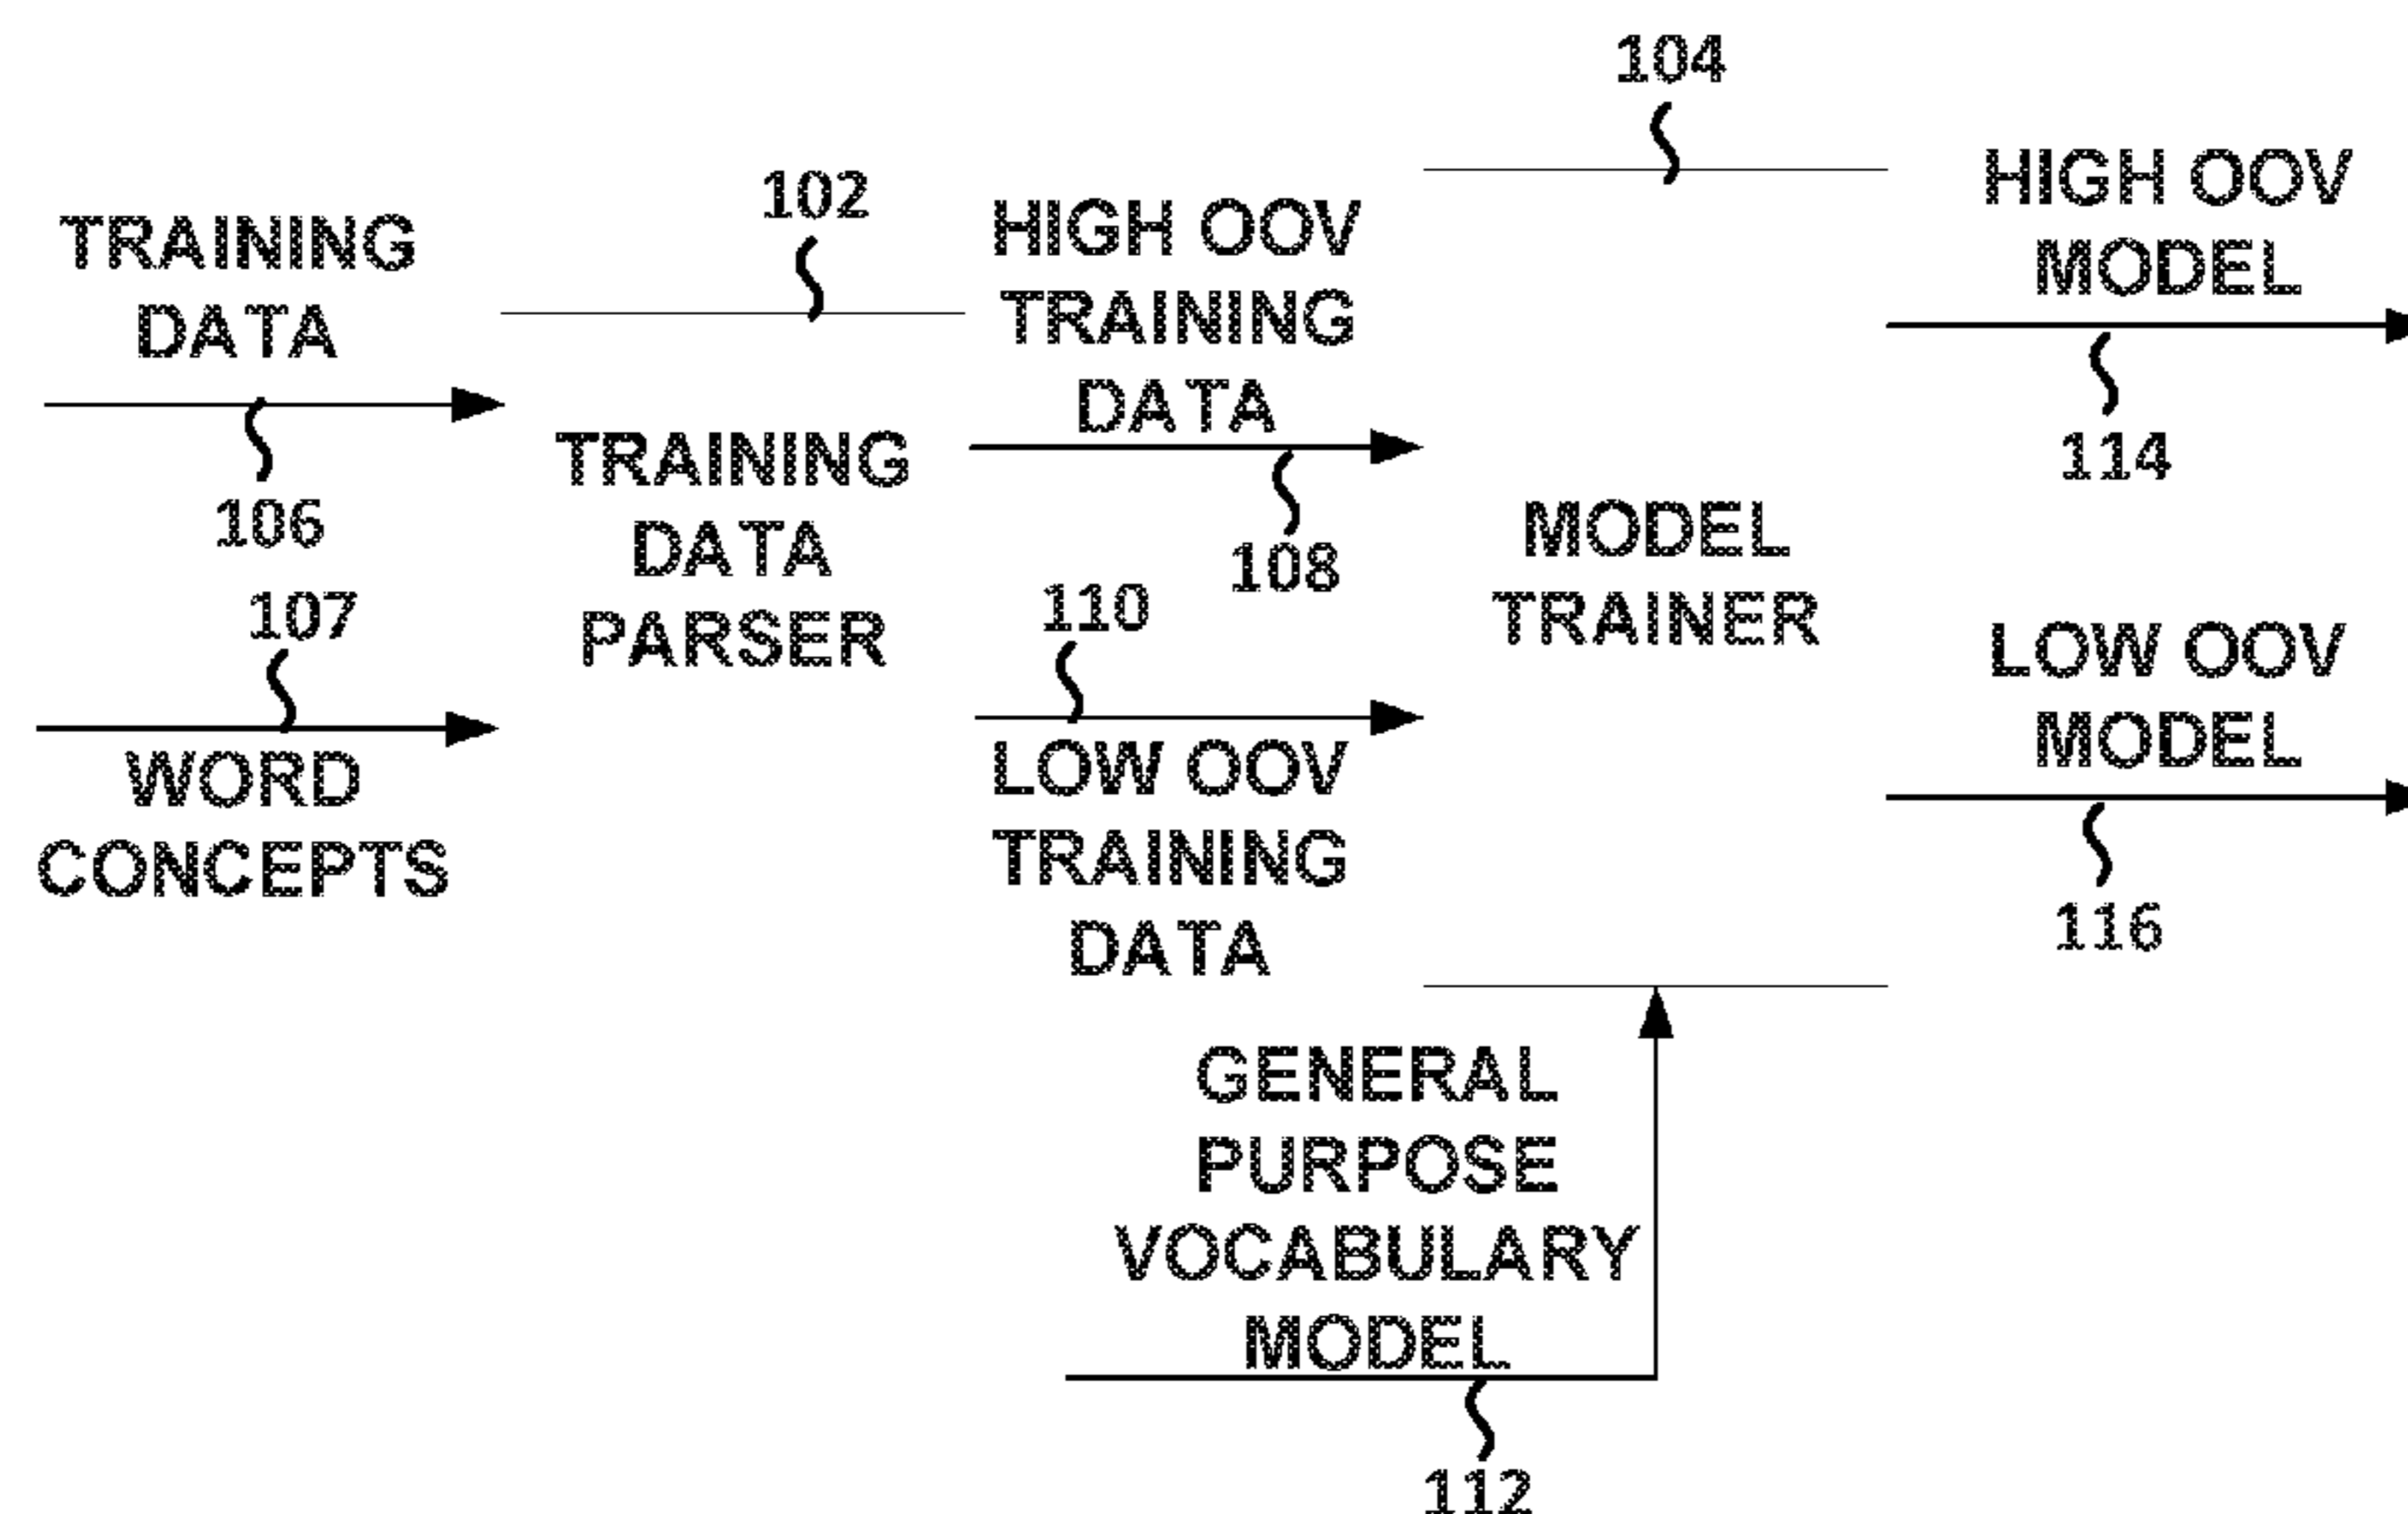 104
102
TRAINING
DATA
106
107
WORD
CONCEPTS
TRAINING
DATA
PARSER
HIGH OOV
TRAINING
DATA
108
110
LOW OOV
TRAINING
DATA
MODEL
TRAINER
GENERAL
PURPOSE
VOCABULARY
MODEL
112
HIGH OOV
MODEL
114
LOW OOV
MODEL
116